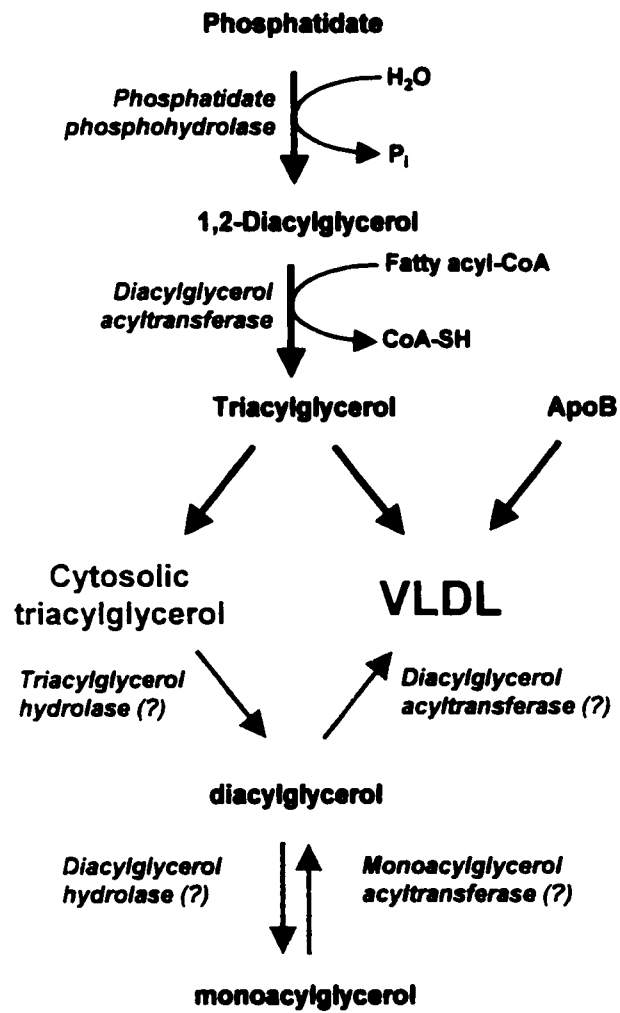 Phosphatidate
Phosphatidate
phosphohydrolase
H₂O
Pᵢ
1,2-Diacylglycerol
Diacylglycerol
acyltransferase
Fatty acyl-CoA
CoA-SH
Triacylglycerol
ApoB
Cytosolic
triacylglycerol
VLDL
Triacylglycerol
hydrolase (?)
Diacylglycerol
acyltransferase (?)
diacylglycerol
Diacylglycerol
hydrolase (?)
Monoacylglycerol
acyltransferase (?)
monoacylglycerol